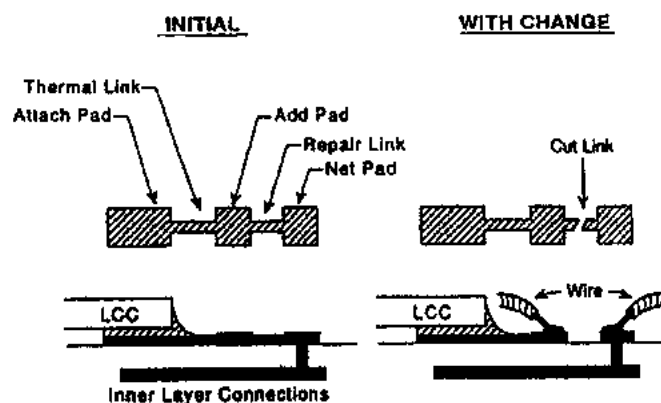 INITIAL
WITH CHANGE
Thermal Link
Attach Pad
Add Pad
Repair Link
Net Pad
Cut Link
LCC
LCC
Wire
Inner Layer Connections